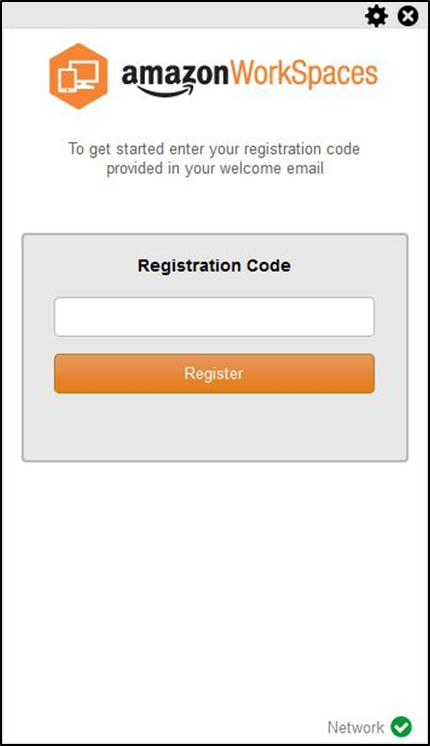 amazonWorkSpaces
To get started enter your registration code
provided in your welcome email
Registration Code
Register
Network